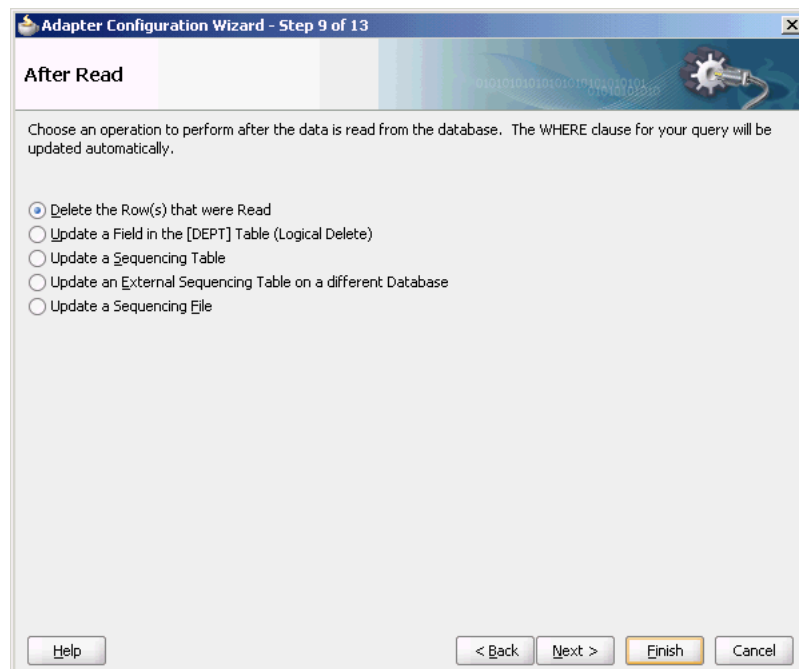 Adapter Configuration Wizard - Step 9 of 13
After Read
Choose an operation to perform after the data is read from the database. The WHERE clause for your query will be
updated automatically.
Delete the Row(s) that were Read
Update a Field in the [DEPT] Table (Logical Delete)
Update a Sequencing Table
Update an External Sequencing Table on a different Database
Update a Sequencing File
Help
< Back
Next >
Finish
Cancel